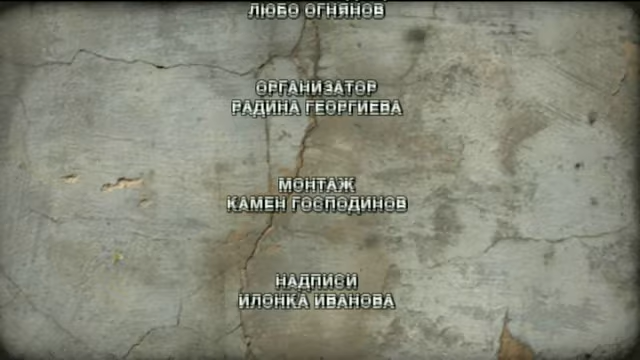 ЛЮБО ОГНЯНОВ
ОРГАНИЗАТОР
РАДИНА ГЕОРГИЕВА
МОНТАЖ
КАМЕН ГОСПОДИНОВ
НАДПИСИ
ИЛОНКА ИВАНОВА